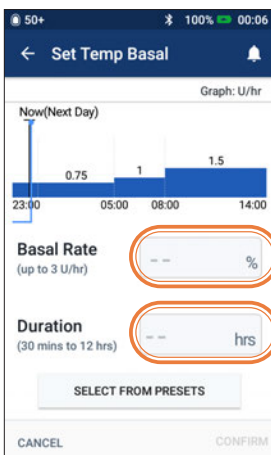 50+ 100% 00:06
Set Temp Basal
Graph: U/hr
Now(Next Day)
0.75 1 1.5
23:00 05:00 08:00 14:00
Basal Rate
(up to 3 U/hr)
-- %
Duration
(30 mins to 12 hrs)
-- hrs
SELECT FROM PRESETS
CANCEL CONFIRM